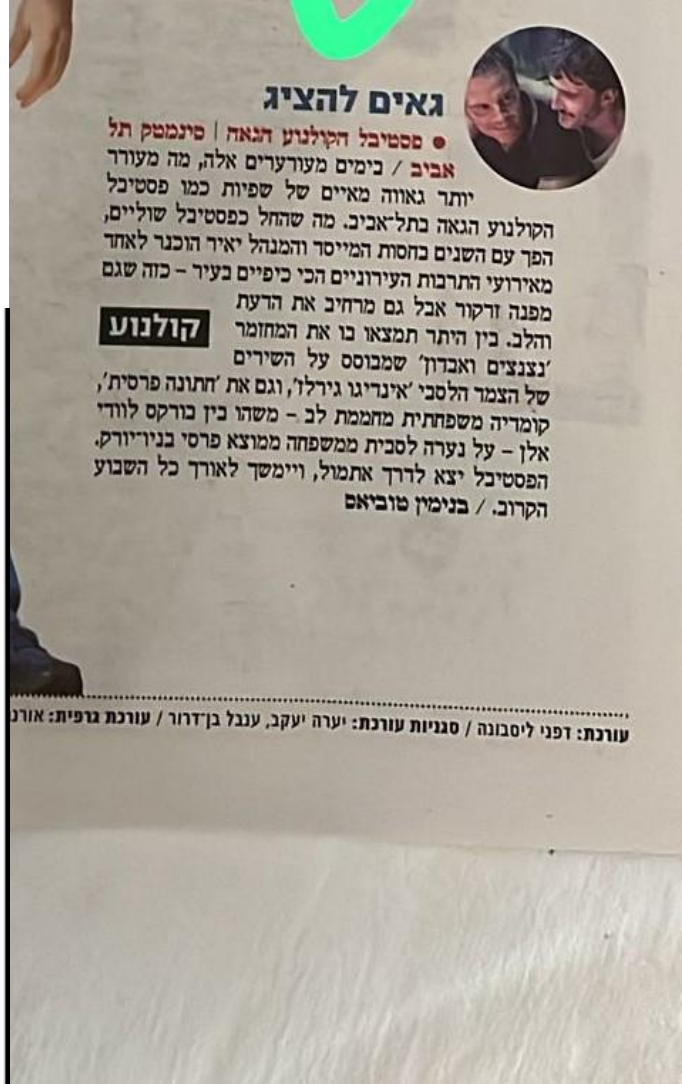 גאים להציג
● פסטיבל הקולנוע הגאה | סינמטק תל
אביב / בימים מעורערים אלה, מה מעורר
יותר גאווה מאיים של שפיות כמו פסטיבל
הקולנוע הגאה בתל־אביב. מה שהחל כפסטיבל שוליים,
הפך עם השנים בחסות המייסד והמנהל יאיר הוכנר לאחד
מאירועי התרבות העירוניים הכי כיפיים בעיר – כזה שגם
מפנה זרקור אבל גם מרחיב את הדעת
והלב. בין היתר תמצאו בו את המחזמר
'נצנצים ואבדון' שמבוסס על השירים
של הצמד הלסבי 'אינדיגו גירלז', וגם את 'חתונה פרסית',
קומדיה משפחתית מחממת לב – משהו בין בורקס לוודי
אלן – על נערה לסבית ממשפחה ממוצא פרסי בניו־יורק.
הפסטיבל יצא לדרך אתמול, ויימשך לאורך כל השבוע
הקרוב. / בנימין טוביאס
קולנוע
עורכת: דפני ליסבונה / סגניות עורכת: יערה יעקב, ענבל בן־דרור / עורכת גרפית: אורנ